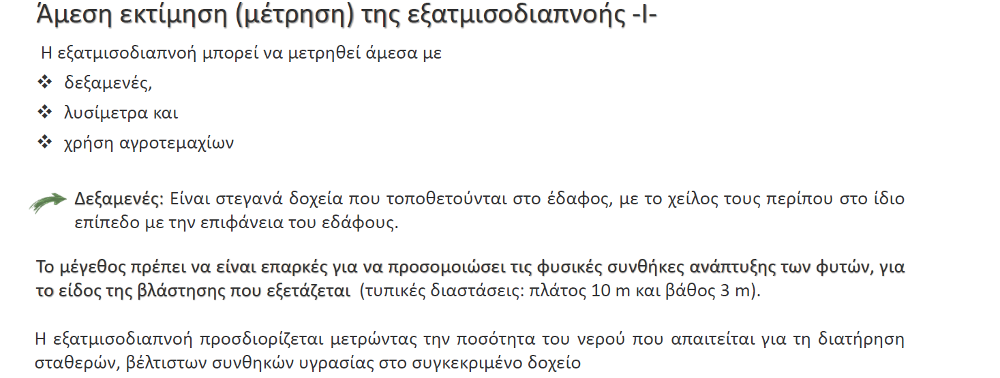 Άμεση εκτίμηση (μέτρηση) της εξατμισοδιαπνοής -Ι-
Η εξατμισοδιαπνοή μπορεί να μετρηθεί άμεσα με
❖ δεξαμενές,
❖ λυσίμετρα και
❖ χρήση αγροτεμαχίων
Δεξαμενές: Είναι στεγανά δοχεία που τοποθετούνται στο έδαφος, με το χείλος τους περίπου στο ίδιο
επίπεδο με την επιφάνεια του εδάφους.
Το μέγεθος πρέπει να είναι επαρκές για να προσομοιώσει τις φυσικές συνθήκες ανάπτυξης των φυτών, για
το είδος της βλάστησης που εξετάζεται (τυπικές διαστάσεις: πλάτος 10 m και βάθος 3 m).
Η εξατμισοδιαπνοή προσδιορίζεται μετρώντας την ποσότητα του νερού που απαιτείται για τη διατήρηση
σταθερών, βέλτιστων συνθηκών υγρασίας στο συγκεκριμένο δοχείο